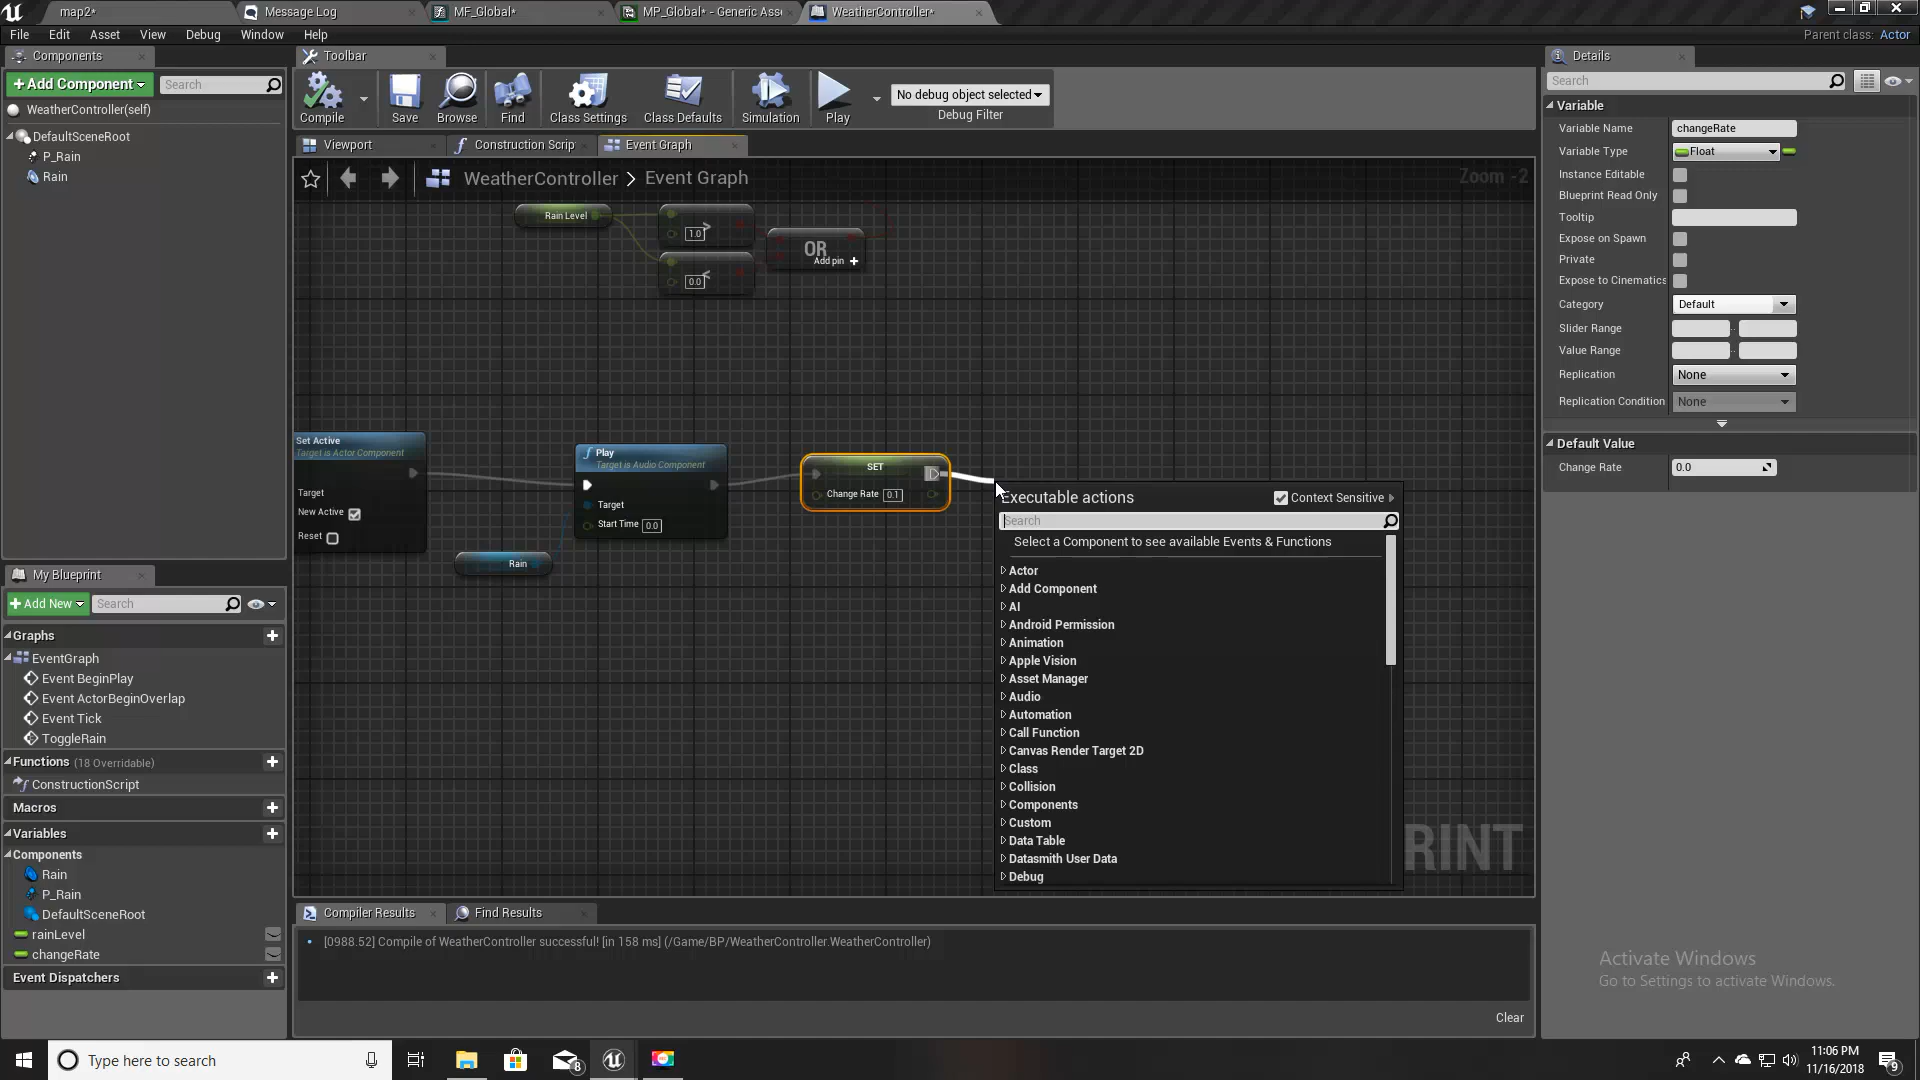 map2*
Message Log
MF_Global*
MP_Global* - Generic Ass
WeatherController*
File Edit Asset View Debug Window Help
Parent class: Actor
Components
+Add Component
Search
WeatherController(self)
DefaultSceneRoot
P_Rain
Rain
Toolbar
Compile
Save
Browse
Find
Class Settings
Class Defaults
Simulation
Play
No debug object selected
Debug Filter
Viewport
Construction Scrip
Event Graph
WeatherController > Event Graph
Zoom -2
Rain Level
>
1.0
<
0.0
OR
Add pin +
Set Active
Target is Actor Component
Target
New Active
Reset
Play
Target is Audio Component
Target
Start Time 0.0
Rain
SET
Change Rate 0.1
Executable actions
Context Sensitive
Search
Select a Component to see available Events & Functions
Actor
Add Component
AI
Android Permission
Animation
Apple Vision
Asset Manager
Audio
Automation
Call Function
Canvas Render Target 2D
Class
Collision
Components
Custom
Data Table
Datasmith User Data
Debug
RINT
My Blueprint
+Add New
Search
Graphs
EventGraph
Event BeginPlay
Event ActorBeginOverlap
Event Tick
ToggleRain
Functions (18 Overridable)
ConstructionScript
Macros
Variables
Components
Rain
P_Rain
DefaultSceneRoot
rainLevel
changeRate
Event Dispatchers
Compiler Results
Find Results
[0988.52] Compile of WeatherController successful! [in 158 ms] (/Game/BP/WeatherController.WeatherController)
Clear
Details
Search
Variable
Variable Name changeRate
Variable Type Float
Instance Editable
Blueprint Read Only
Tooltip
Expose on Spawn
Private
Expose to Cinematics
Category Default
Slider Range
Value Range
Replication None
Replication Condition None
Default Value
Change Rate 0.0
Activate Windows
Go to Settings to activate Windows.
Type here to search
8
11:06 PM
11/16/2018
9